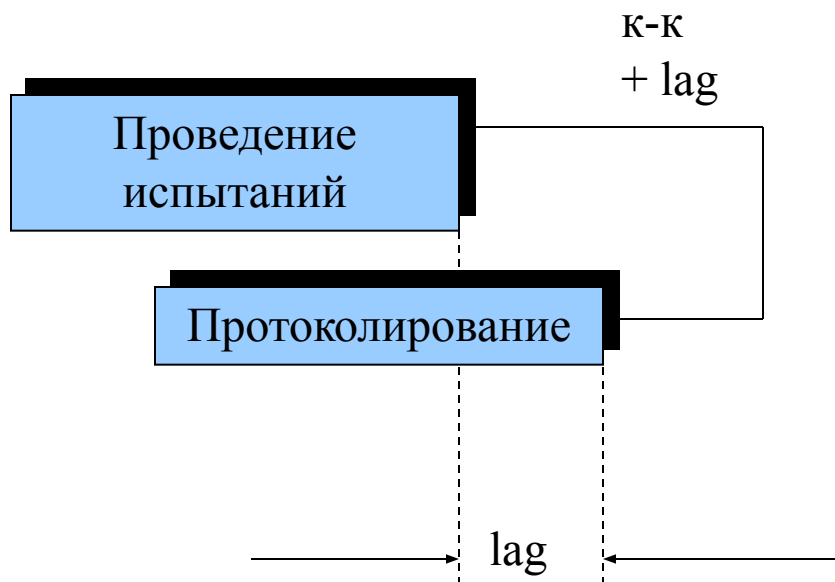 к-к
+ lag
Проведение
испытаний
Протоколирование
lag